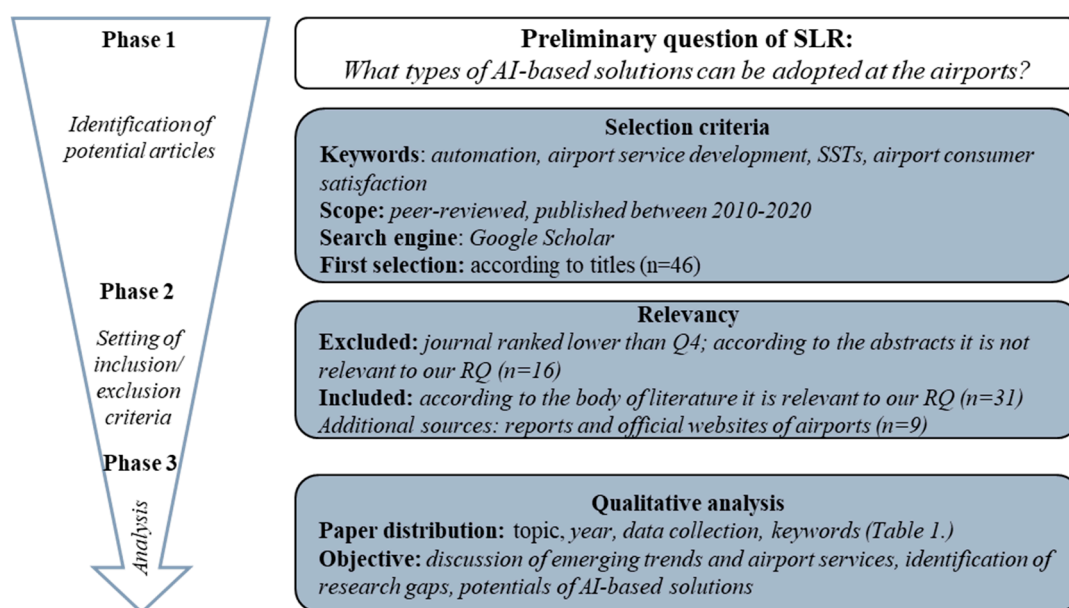 Phase 1
Identification of
potential articles
Phase 2
Setting of
inclusion/
exclusion
criteria
Phase 3
Analysis
Preliminary question of SLR:
What types of AI-based solutions can be adopted at the airports?
Selection criteria
Keywords: automation, airport service development, SSTs, airport consumer
satisfaction
Scope: peer-reviewed, published between 2010-2020
Search engine: Google Scholar
First selection: according to titles (n=46)
Relevancy
Excluded: journal ranked lower than Q4; according to the abstracts it is not
relevant to our RQ (n=16)
Included: according to the body of literature it is relevant to our RQ (n=31)
Additional sources: reports and official websites of airports (n=9)
Qualitative analysis
Paper distribution: topic, year, data collection, keywords (Table 1.)
Objective: discussion of emerging trends and airport services, identification of
research gaps, potentials of AI-based solutions